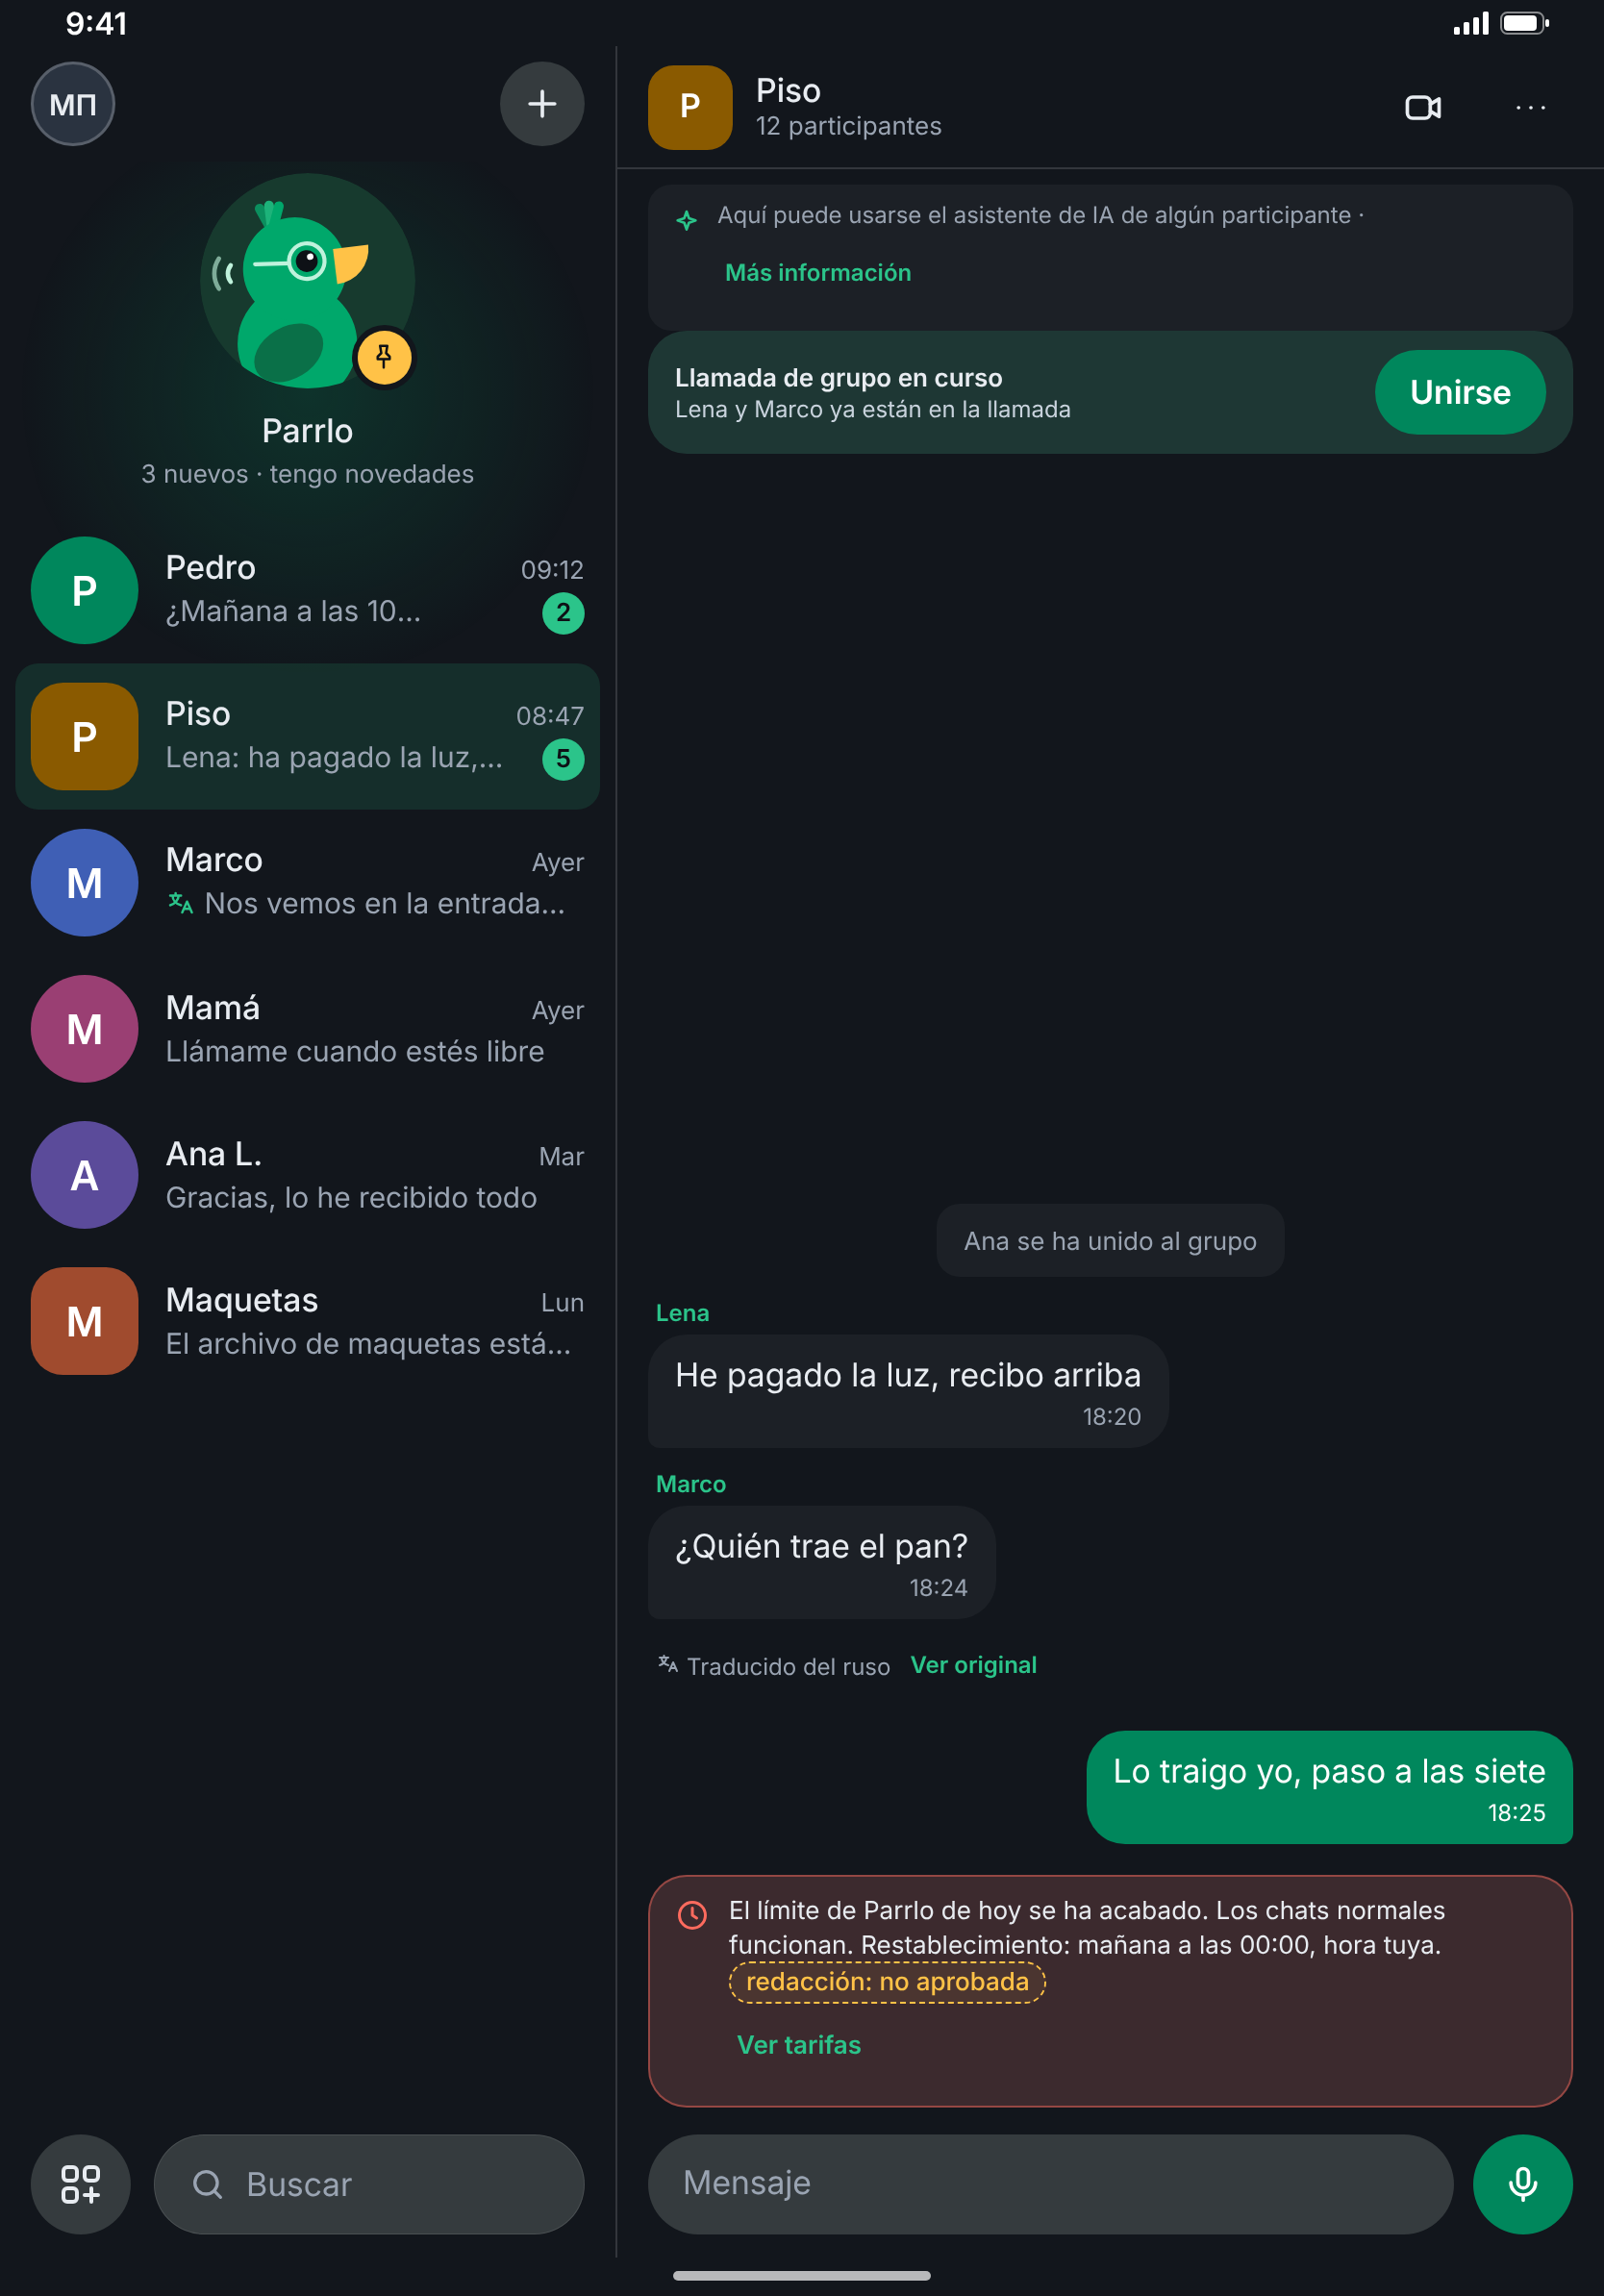 9:41
МП
Parrlo
3 nuevos · tengo novedades
P
Pedro
09:12
¿Mañana a las 10...
2
P
Piso
08:47
Lena: ha pagado la luz,...
5
M
Marco
Ayer
Nos vemos en la entrada...
M
Mamá
Ayer
Llámame cuando estés libre
A
Ana L.
Mar
Gracias, lo he recibido todo
M
Maquetas
Lun
El archivo de maquetas está...
Buscar
P
Piso
12 participantes
Aquí puede usarse el asistente de IA de algún participante ·
Más información
Llamada de grupo en curso
Lena y Marco ya están en la llamada
Unirse
Ana se ha unido al grupo
Lena
He pagado la luz, recibo arriba
18:20
Marco
¿Quién trae el pan?
18:24
Traducido del ruso Ver original
Lo traigo yo, paso a las siete
18:25
El límite de Parrlo de hoy se ha acabado. Los chats normales
funcionan. Restablecimiento: mañana a las 00:00, hora tuya.
redacción: no aprobada
Ver tarifas
Mensaje